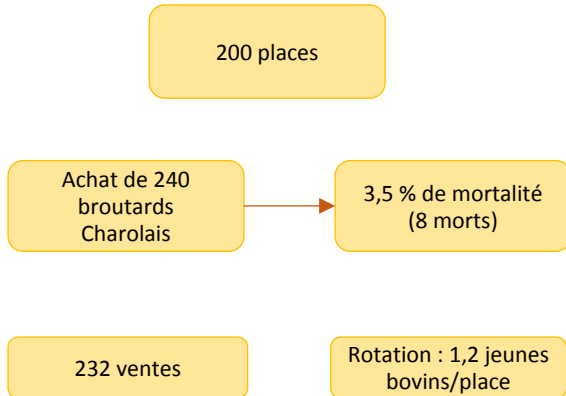 200 places
Achat de 240
broutards
Charolais
3,5 % de mortalité
(8 morts)
232 ventes
Rotation : 1,2 jeunes
bovins/place